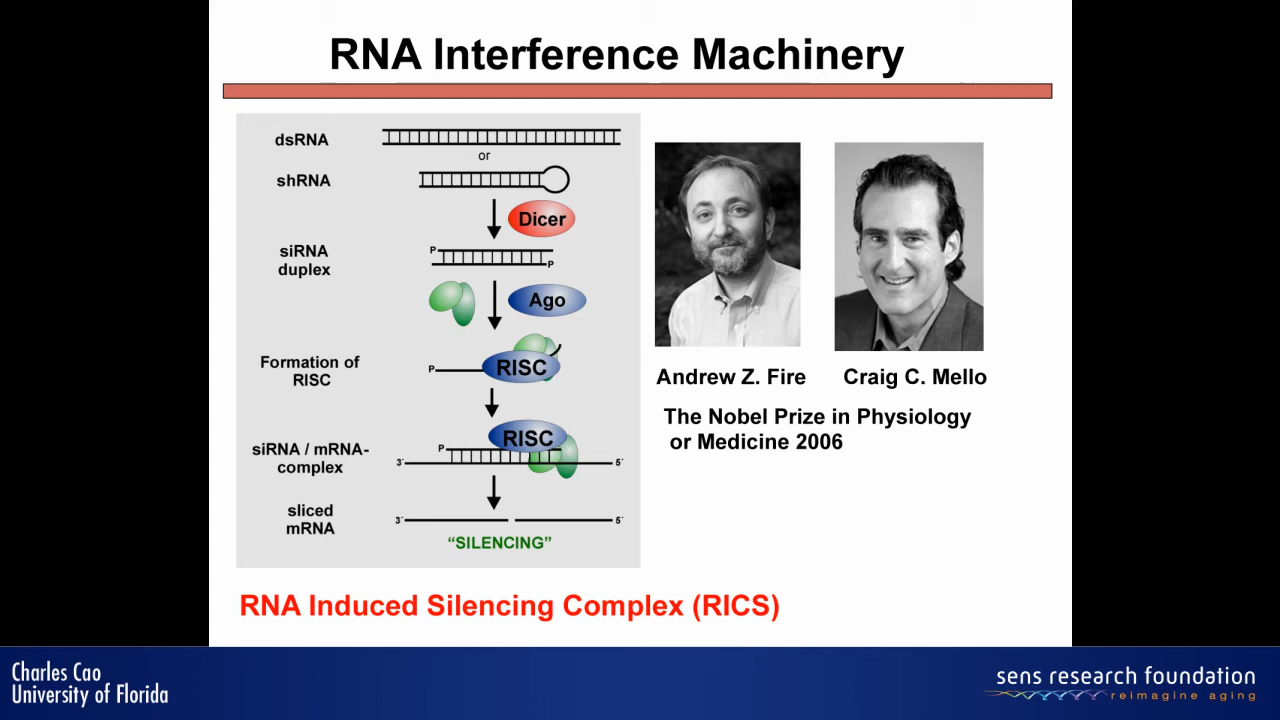 RNA Interference Machinery
dsRNA
or
shRNA
Dicer
siRNA
duplex
P
P
Ago
Formation of
RISC
P
RISC
siRNA / mRNA-
complex
P
RISC
3´
5´
sliced
mRNA
3´
5´
“SILENCING”
Andrew Z. Fire
Craig C. Mello
The Nobel Prize in Physiology
or Medicine 2006
RNA Induced Silencing Complex (RICS)
Charles Cao
University of Florida
sens research foundation
reimagine aging